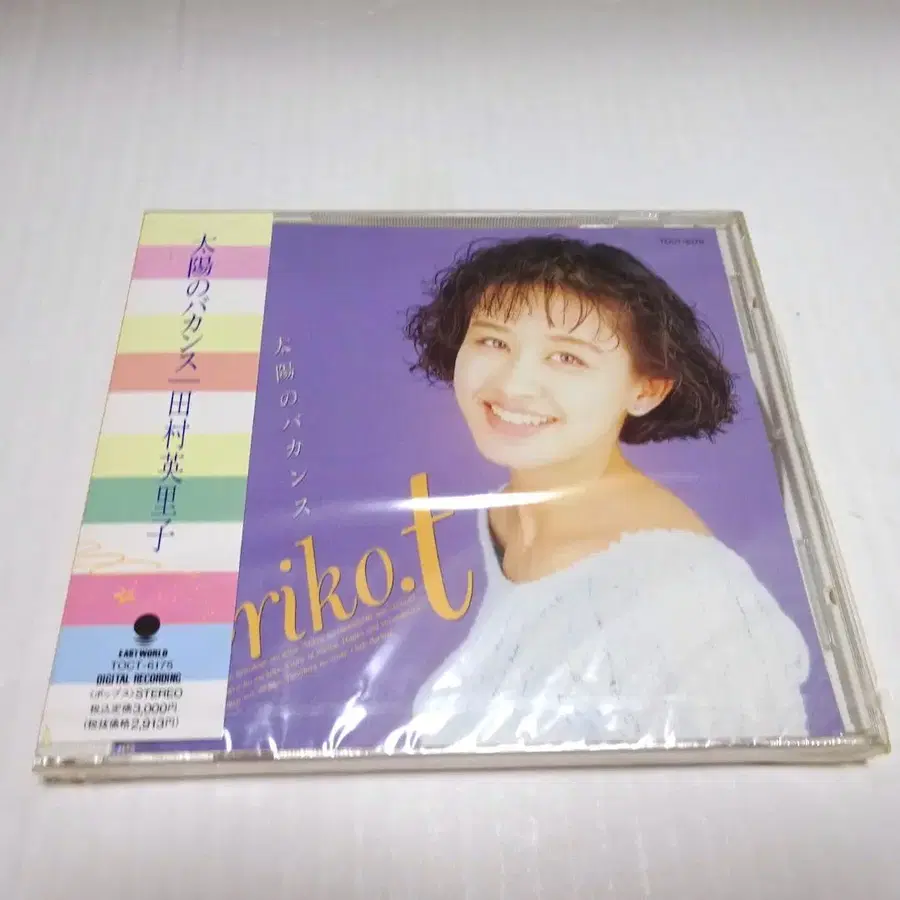 太陽のバカンス 田村英里子
EASTWORLD
TOCT-6175
DIGITAL RECORDING
〈ポップス〉STEREO
税込定価3,000円
(税抜価格2,913円)
太陽のバカンス
riko.t